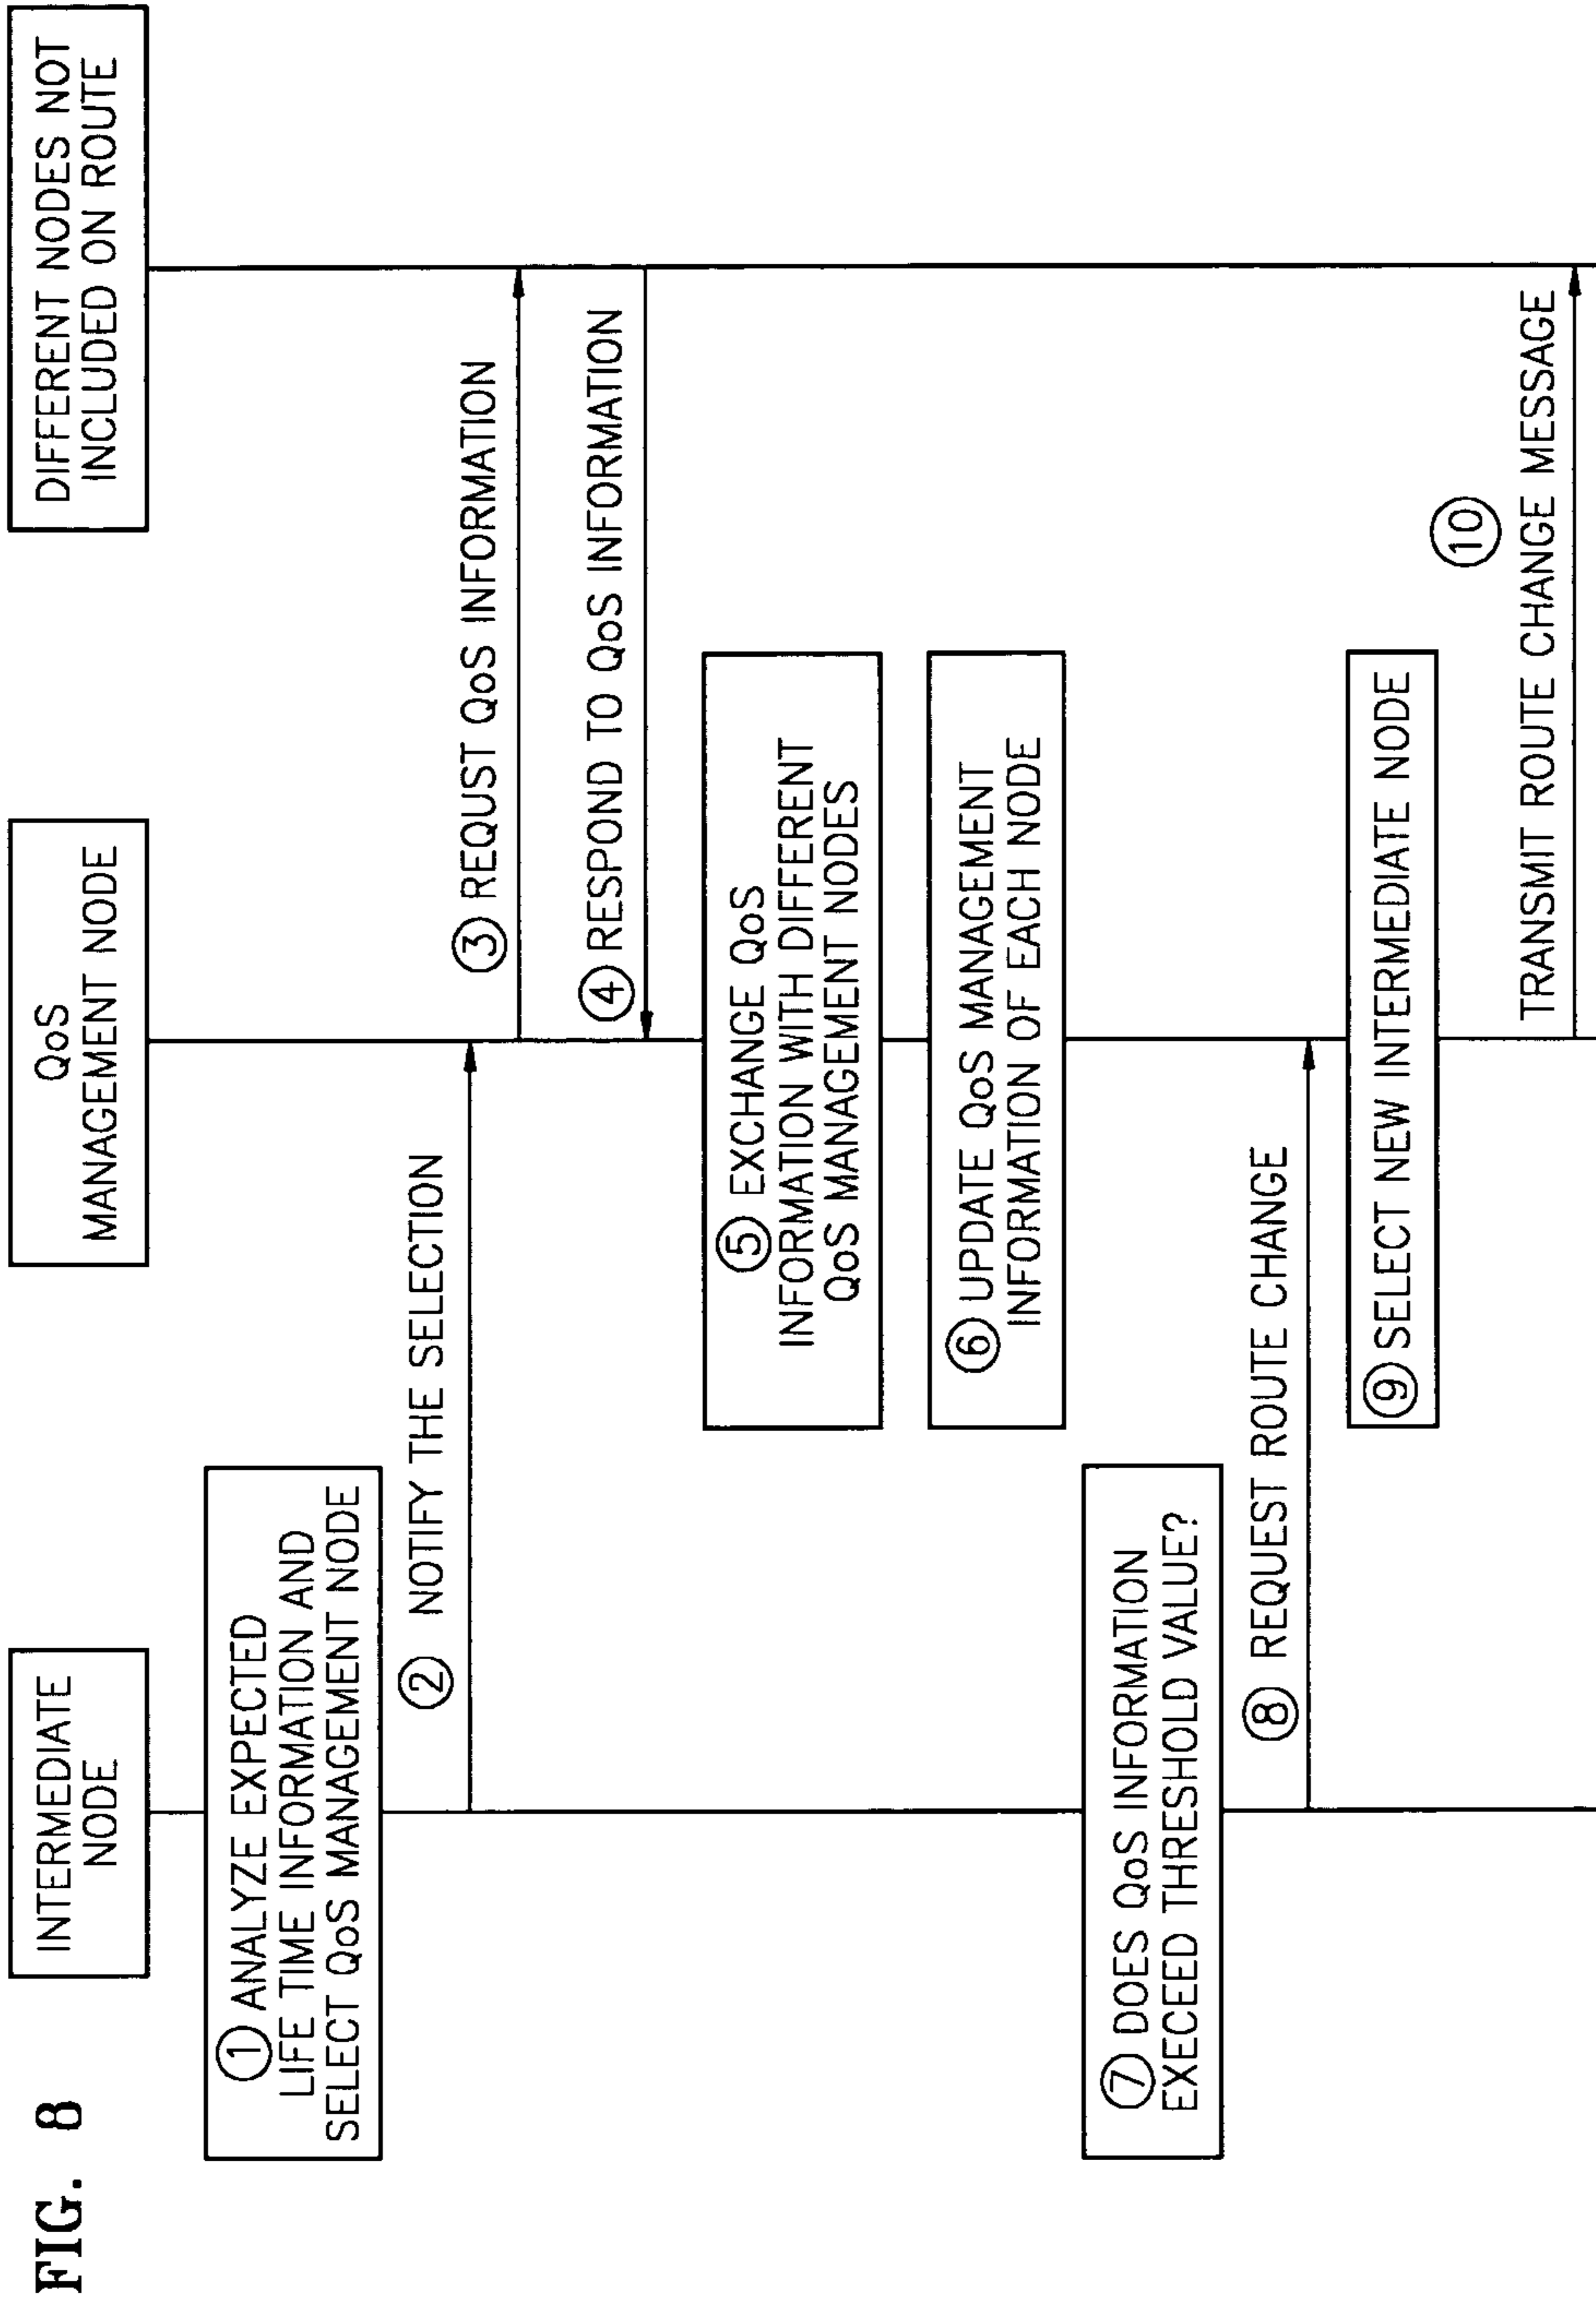 FIG. 8
INTERMEDIATE
NODE
QoS
MANAGEMENT NODE
DIFFERENT NODES NOT
INCLUDED ON ROUTE
① ANALYZE EXPECTED
LIFE TIME INFORMATION AND
SELECT QoS MANAGEMENT NODE
② NOTIFY THE SELECTION
③ REQUST QoS INFORMATION
④ RESPOND TO QoS INFORMATION
⑤ EXCHANGE QoS
INFORMATION WITH DIFFERENT
QoS MANAGEMENT NODES
⑥ UPDATE QoS MANAGEMENT
INFORMATION OF EACH NODE
⑦ DOES QoS INFORMATION
EXCEED THRESHOLD VALUE?
⑧ REQUEST ROUTE CHANGE
⑨ SELECT NEW INTERMEDIATE NODE
⑩
TRANSMIT ROUTE CHANGE MESSAGE